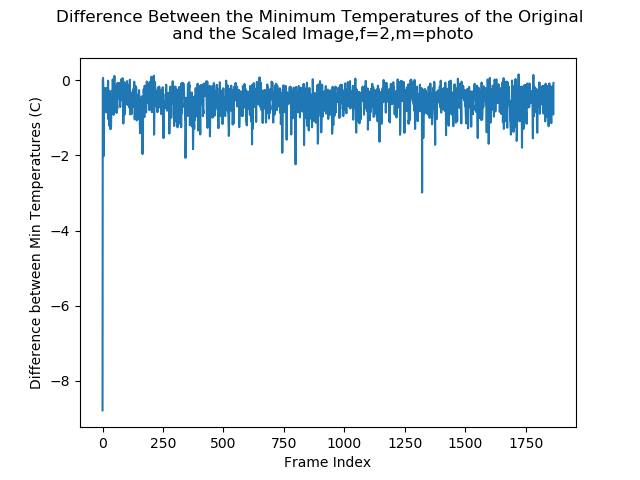 Difference Between the Minimum Temperatures of the Original
and the Scaled Image,f=2,m=photo
0
−2
−4
−6
−8
Difference between Min Temperatures (C)
0 250 500 750 1000 1250 1500 1750
Frame Index